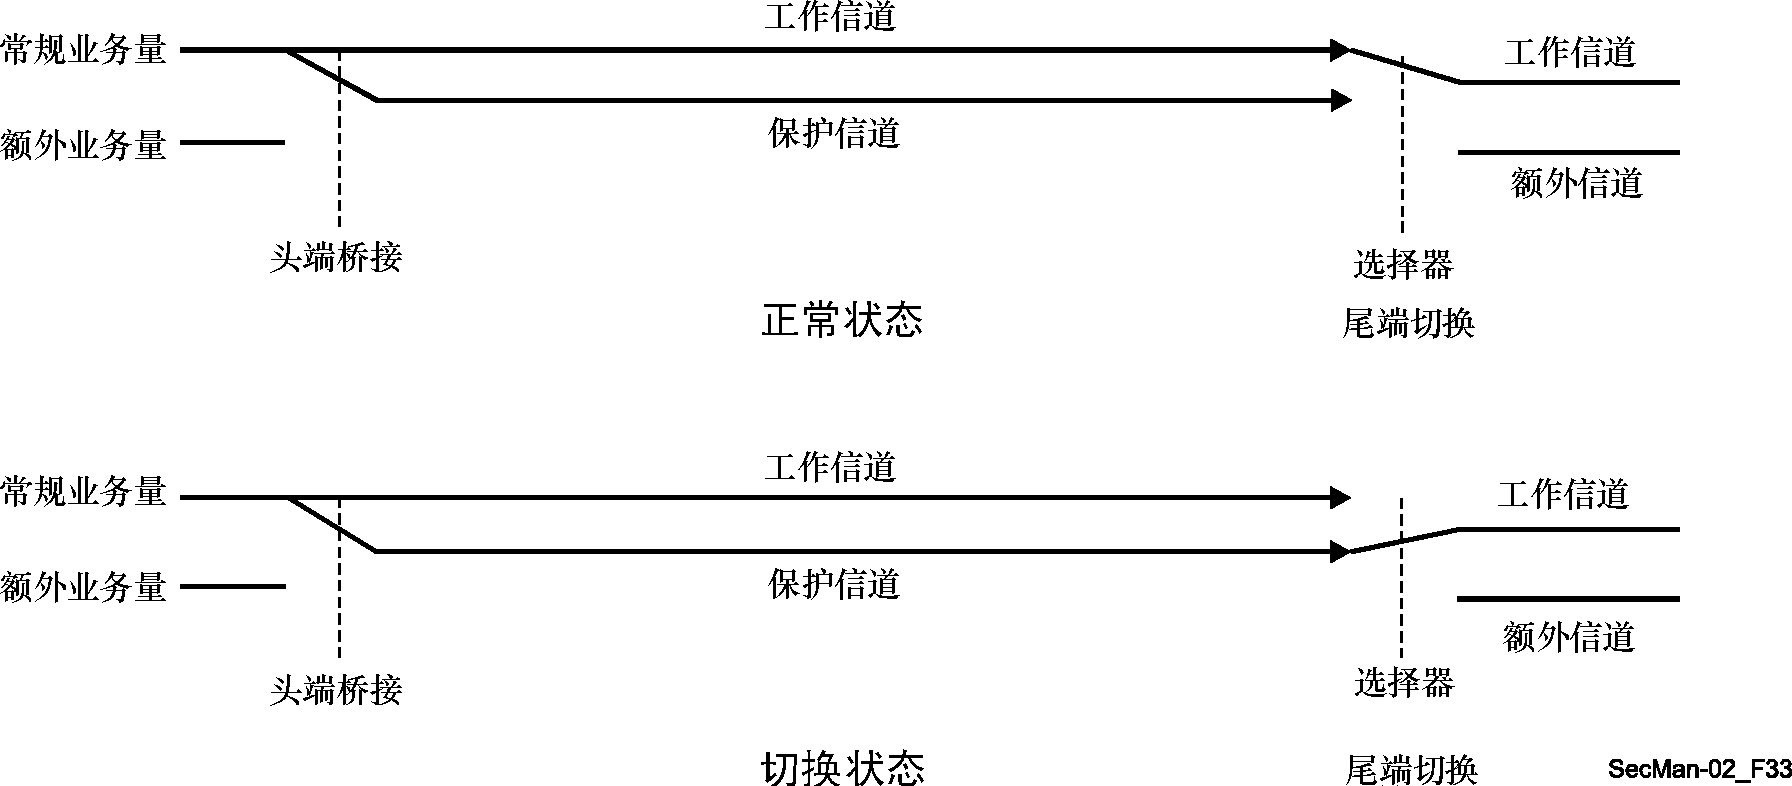 工作信道
常规业务量
工作信道
保护信道
额外业务量
额外信道
头端桥接
选择器
正常状态
尾端切换
工作信道
常规业务量
工作信道
保护信道
额外业务量
额外信道
头端桥接
选择器
切换状态
尾端切换
SecMan-02_F33